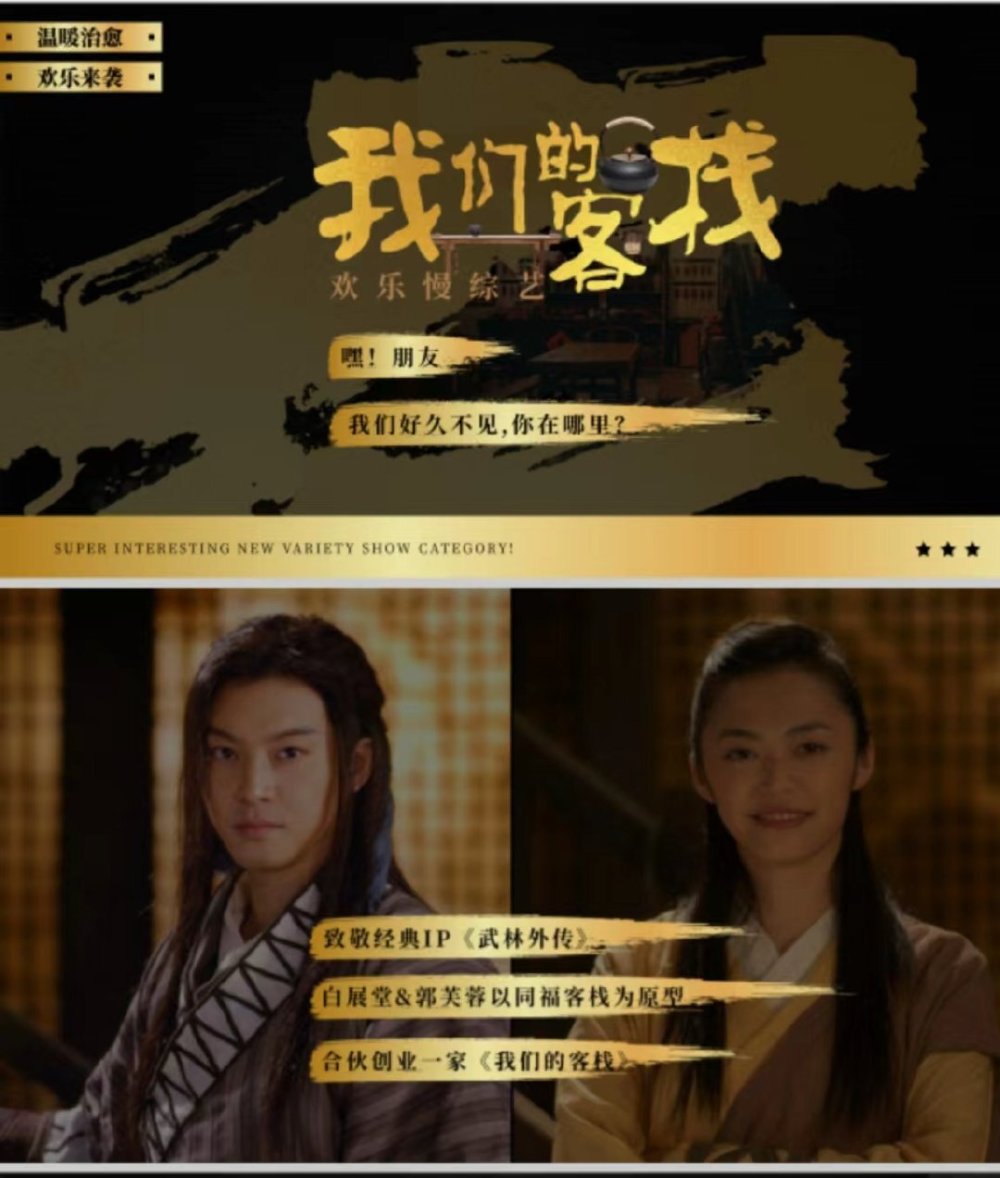 温暖治愈
欢乐来袭
我们的客栈
欢乐慢综艺
嘿！朋友
我们好久不见,你在哪里?
SUPER INTERESTING NEW VARIETY SHOW CATEGORY!
致敬经典IP《武林外传》
白展堂&郭芙蓉以同福客栈为原型
合伙创业一家《我们的客栈》